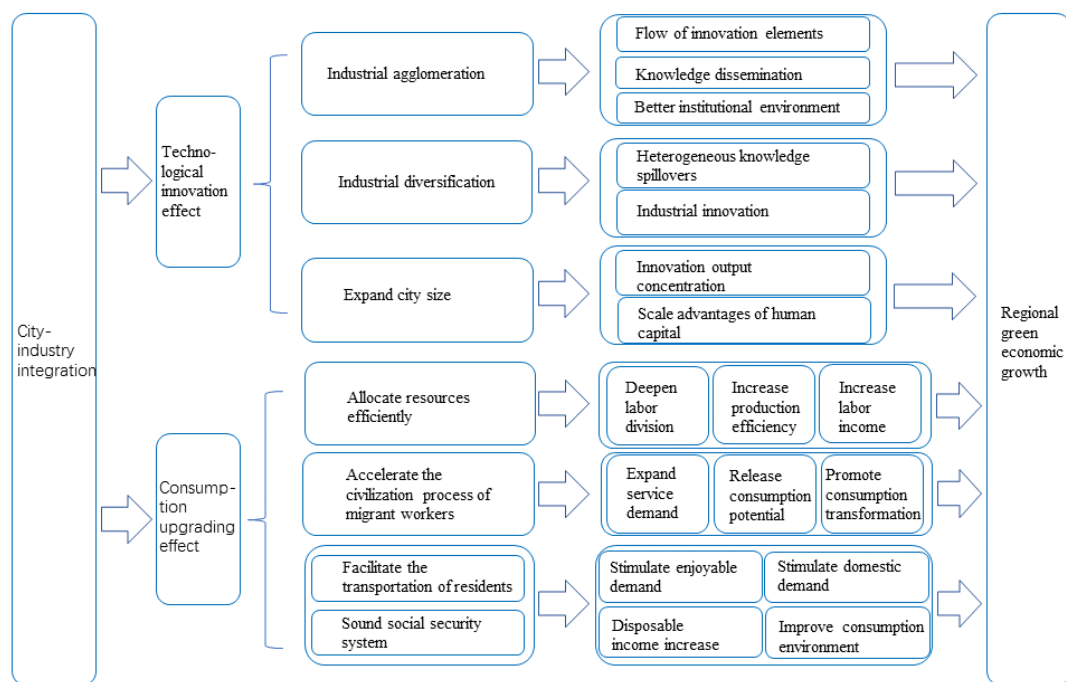 City-
industry
integration
Techno-
logical
innovation
effect
Industrial agglomeration
Flow of innovation elements
Knowledge dissemination
Better institutional environment
Industrial diversification
Heterogeneous knowledge
spillovers
Industrial innovation
Expand city size
Innovation output
concentration
Scale advantages of human
capital
Consump-
tion
upgrading
effect
Allocate resources
efficiently
Deepen
labor
division
Increase
production
efficiency
Increase
labor
income
Accelerate the
civilization process of
migrant workers
Expand
service
demand
Release
consumption
potential
Promote
consumption
transformation
Facilitate the
transportation of residents
Sound social security
system
Stimulate enjoyable
demand
Stimulate domestic
demand
Disposable
income increase
Improve consumption
environment
Regional
green
economic
growth